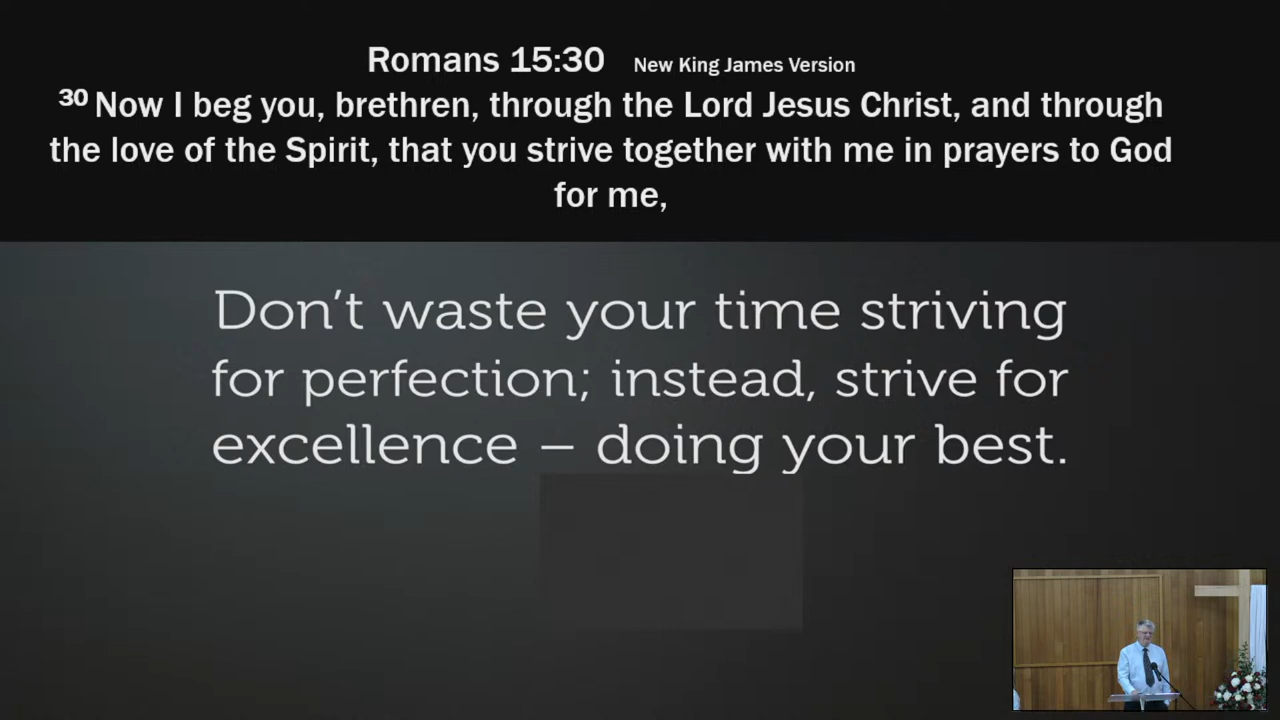 Romans 15:30 New King James Version
30 Now I beg you, brethren, through the Lord Jesus Christ, and through
the love of the Spirit, that you strive together with me in prayers to God
for me,
Don’t waste your time striving
for perfection; instead, strive for
excellence – doing your best.